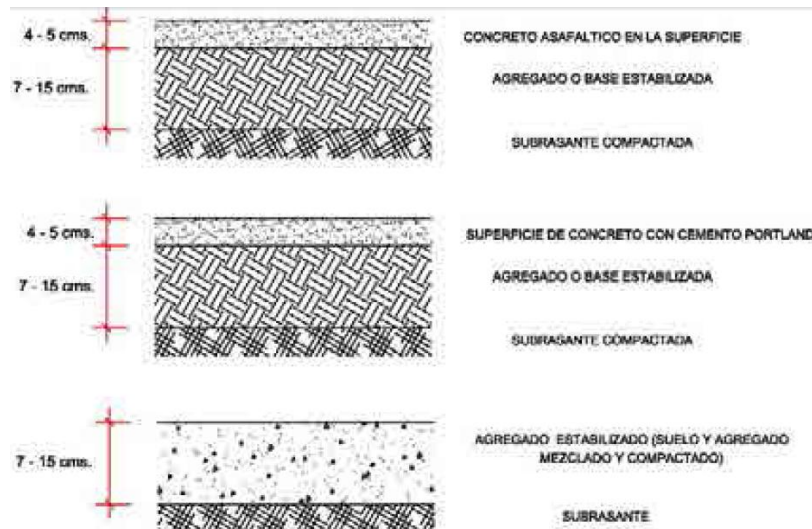 4 - 5 cms.
CONCRETO ASAFALTICO EN LA SUPERFICIE
7 - 15 cms.
AGREGADO O BASE ESTABILIZADA
SUBRASANTE COMPACTADA
4 - 5 cms.
SUPERFICIE DE CONCRETO CON CEMENTO PORTLAND
7 - 15 cms.
AGREGADO O BASE ESTABILIZADA
SUBRASANTE COMPACTADA
7 - 15 cms.
AGREGADO ESTABILIZADO (SUELO Y AGREGADO
MEZCLADO Y COMPACTADO)
SUBRASANTE